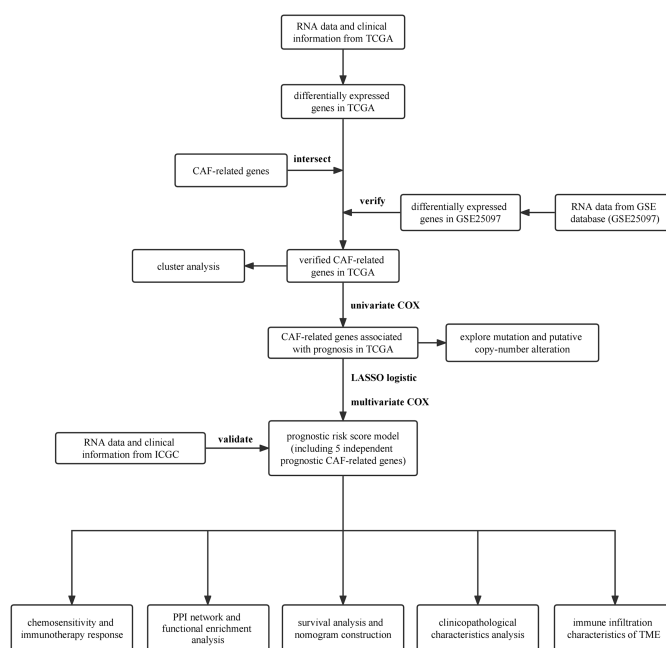 RNA data and clinical
information from TCGA
differentially expressed
genes in TCGA
intersect
CAF-related genes
verify
differentially expressed
genes in GSE25097
RNA data from GSE
database (GSE25097)
cluster analysis
verified CAF-related
genes in TCGA
univariate COX
CAF-related genes associated
with prognosis in TCGA
explore mutation and putative
copy-number alteration
LASSO logistic
multivariate COX
RNA data and clinical
information from ICGC
validate
prognostic risk score model
(including 5 independent
prognostic CAF-related genes)
chemosensitivity and
immunotherapy response
PPI network and
functional enrichment
analysis
survival analysis and
nomogram construction
clinicopathological
characteristics analysis
immune infiltration
characteristics of TME